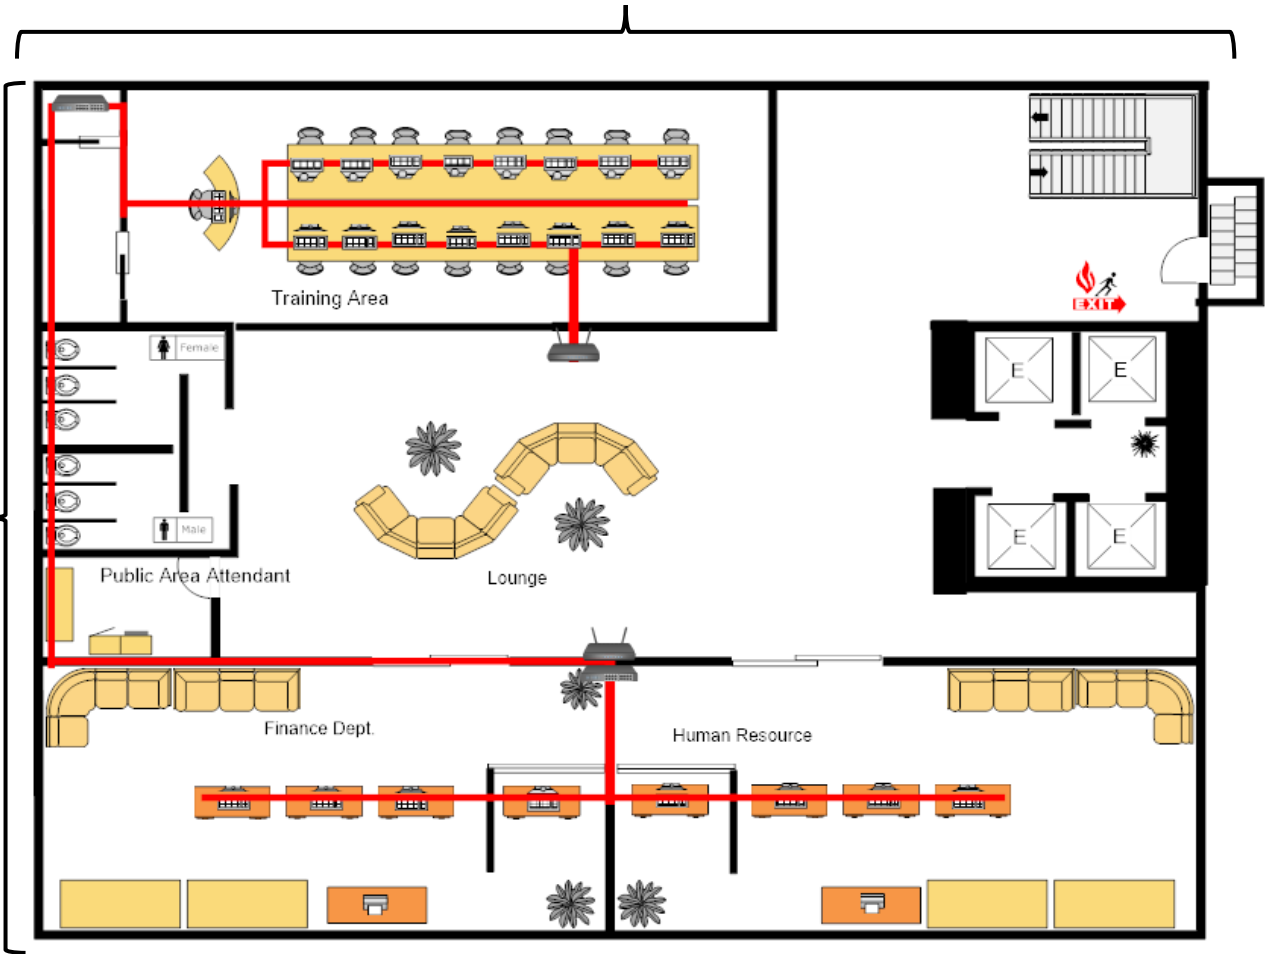 Training Area
EXIT
Female
E
E
Male
E
E
Public Area Attendant
Lounge
Finance Dept.
Human Resource